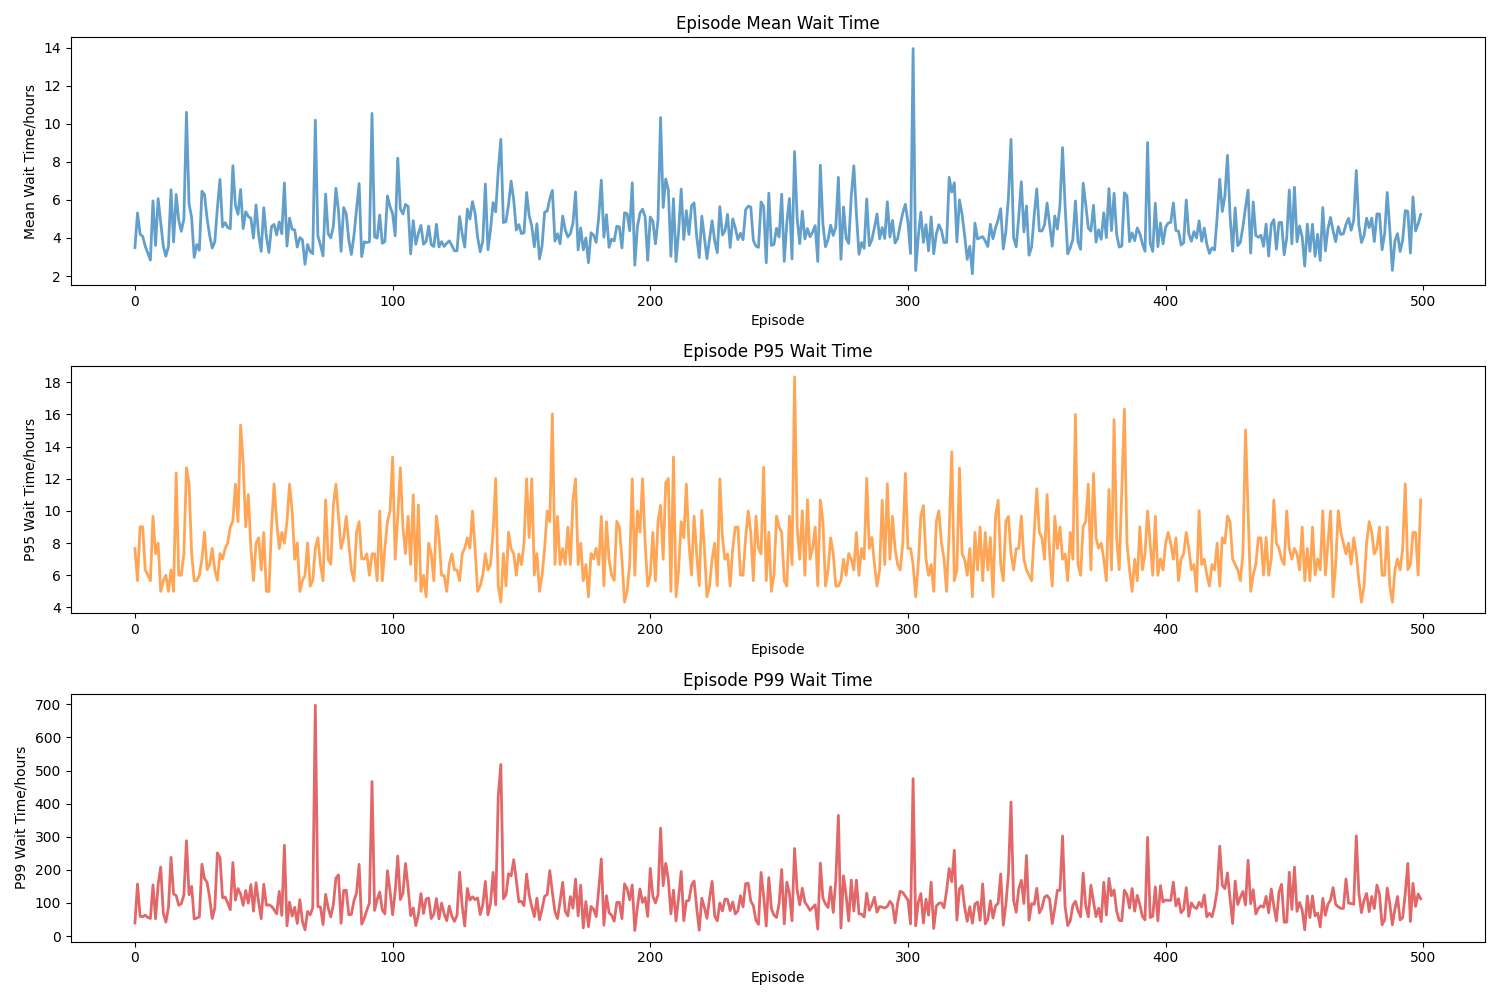 Episode Mean Wait Time
Mean Wait Time/hours
14
12
10
8
6
4
2
0 100 200 300 400 500
Episode
Episode P95 Wait Time
P95 Wait Time/hours
18
16
14
12
10
8
6
4
0 100 200 300 400 500
Episode
Episode P99 Wait Time
P99 Wait Time/hours
700
600
500
400
300
200
100
0
0 100 200 300 400 500
Episode